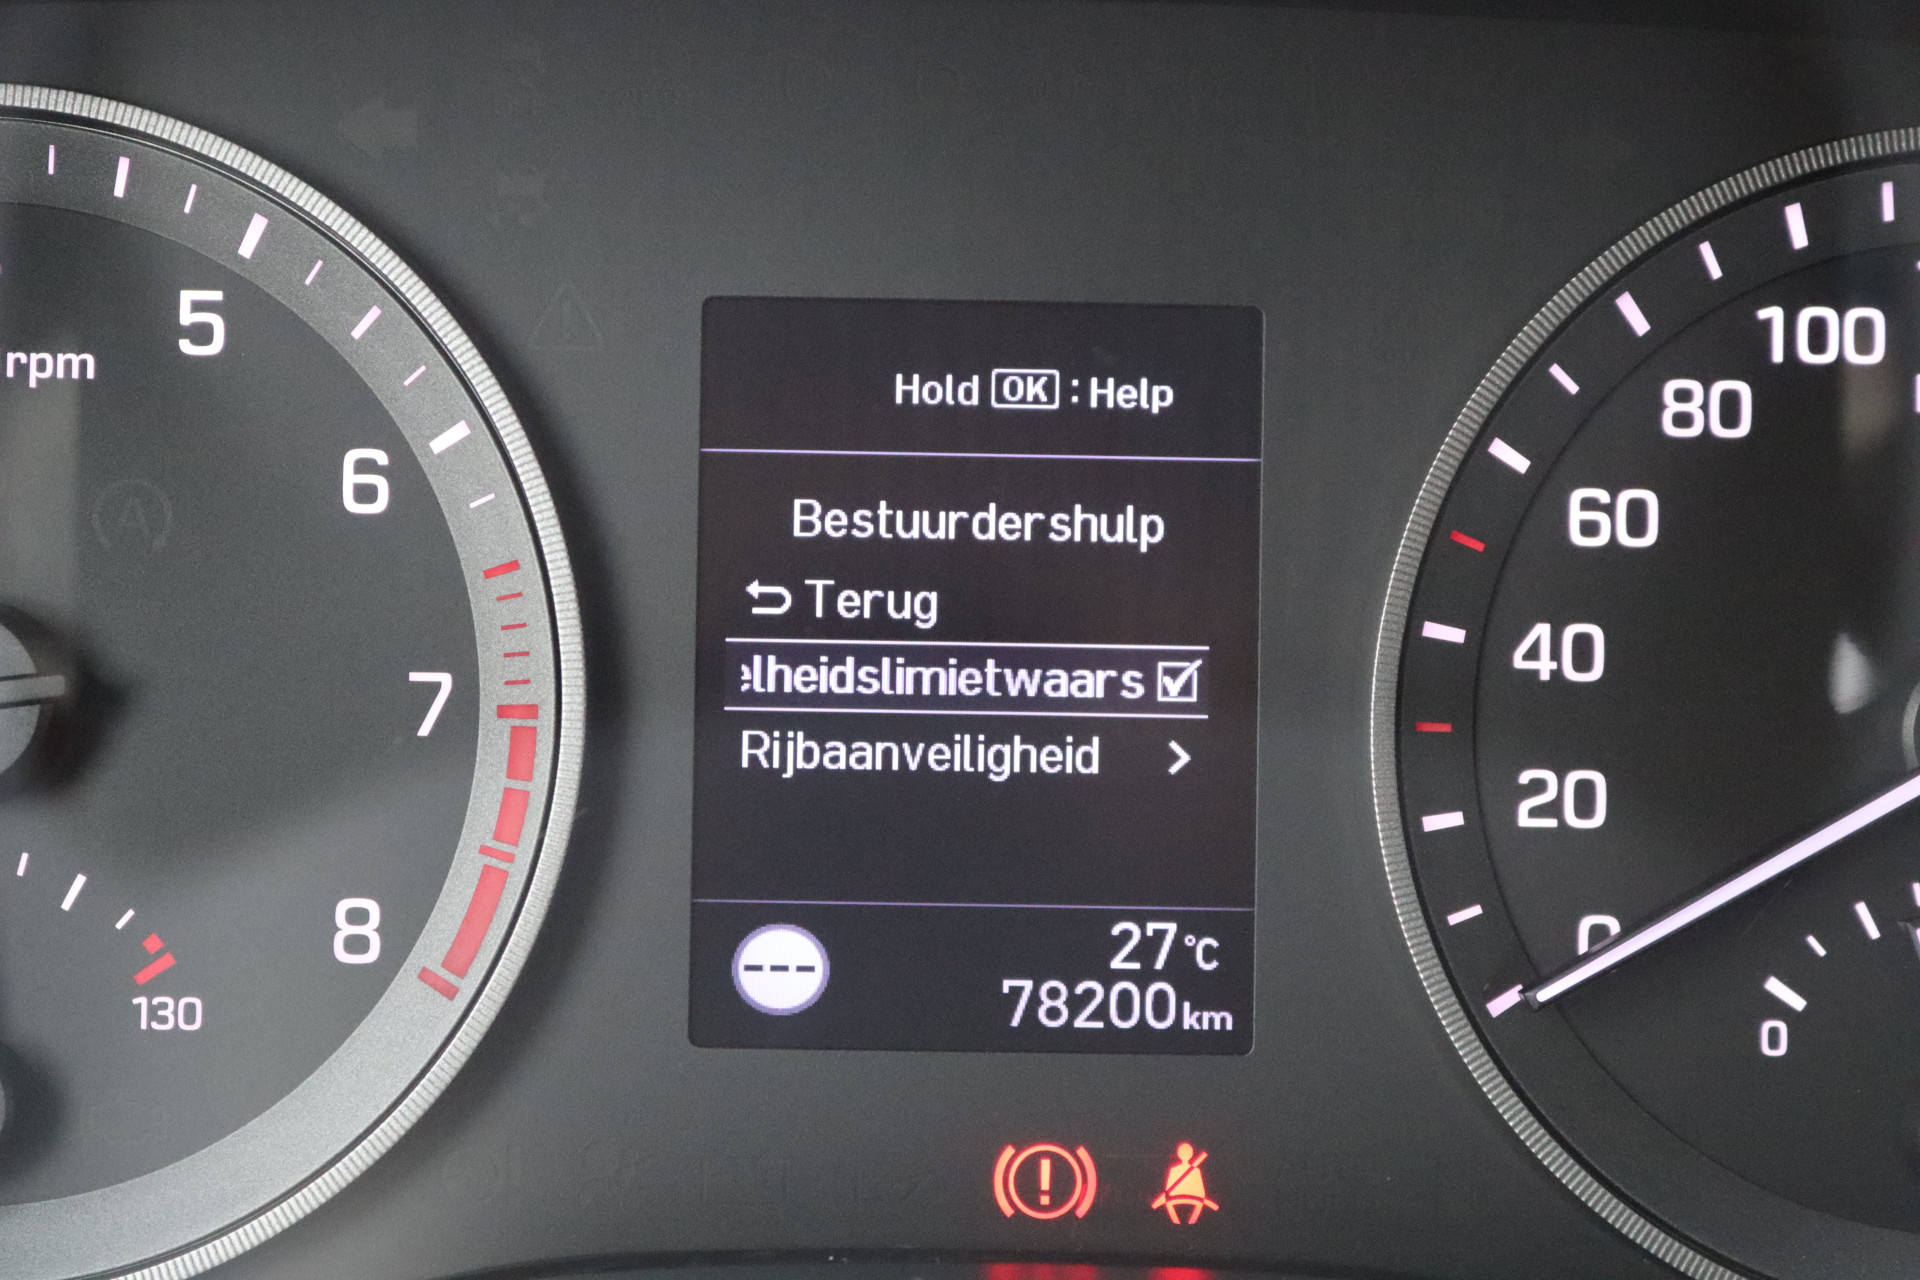 Hold OK : Help
Bestuurdershulp
Terug
elheidslimietwaars
Rijbaanveiligheid
---
27°C
78200km
rpm
5
6
7
8
130
100
80
60
40
20
0
0